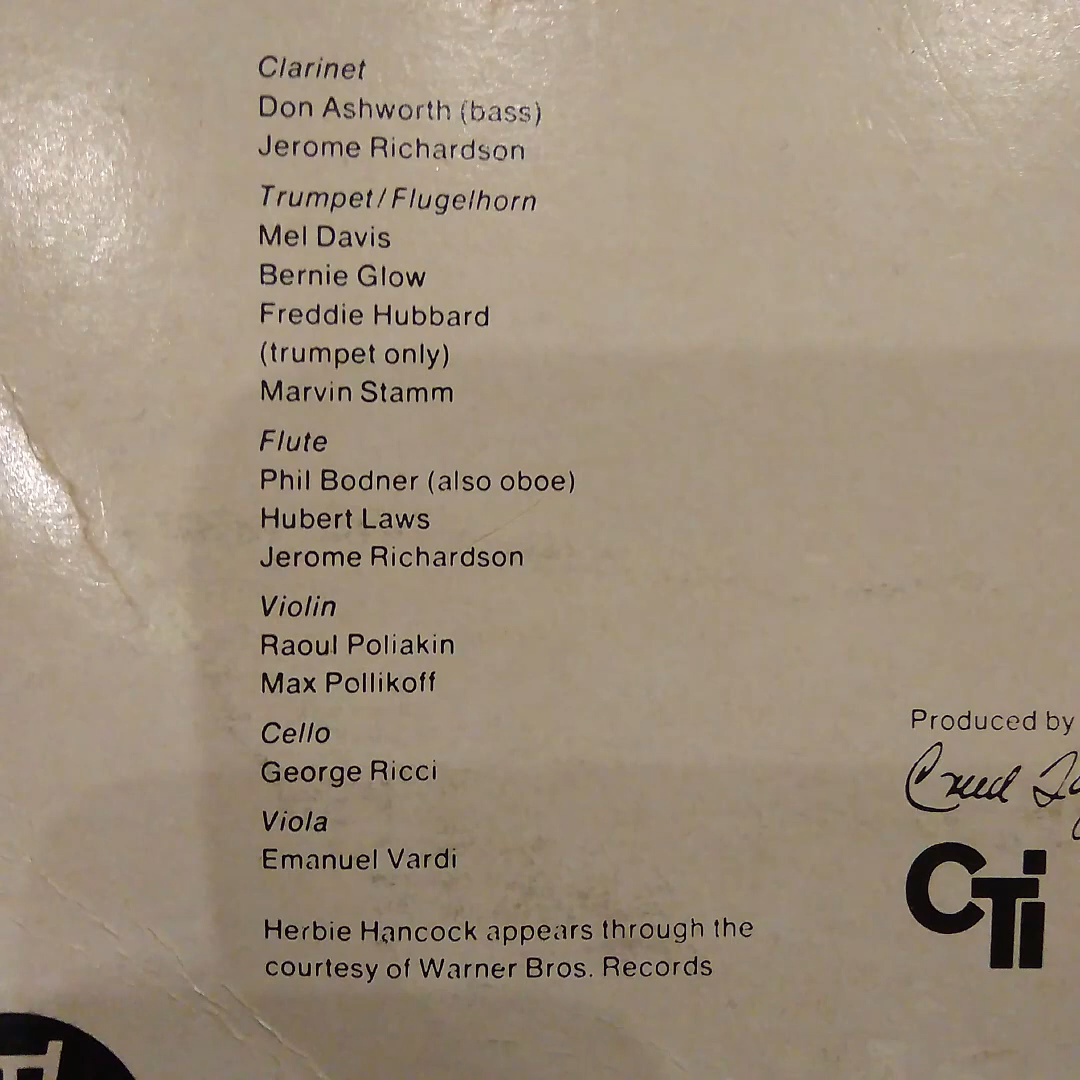 Clarinet
Don Ashworth (bass)
Jerome Richardson
Trumpet/Flugelhorn
Mel Davis
Bernie Glow
Freddie Hubbard
(trumpet only)
Marvin Stamm
Flute
Phil Bodner (also oboe)
Hubert Laws
Jerome Richardson
Violin
Raoul Poliakin
Max Pollikoff
Cello
George Ricci
Viola
Emanuel Vardi
Herbie Hancock appears through the
courtesy of Warner Bros. Records
Produced by
Creed
CTi